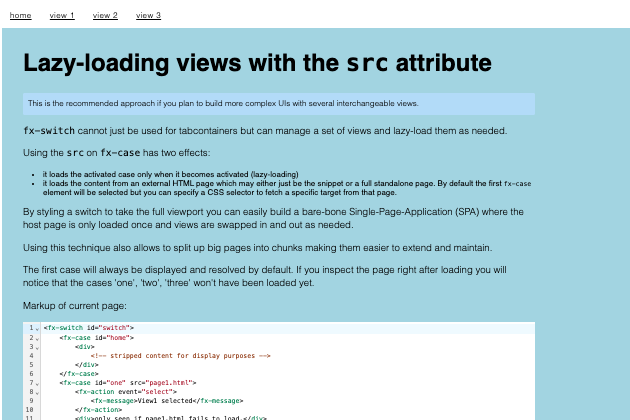 home view 1 view 2 view 3
Lazy-loading views with the src attribute
This is the recommended approach if you plan to build more complex UIs with several interchangeable views.
fx-switch cannot just be used for tabcontainers but can manage a set of views and lazy-load them as needed.
Using the src on fx-case has two effects:
• it loads the activated case only when it becomes activated (lazy-loading)
• it loads the content from an external HTML page which may either just be the snippet or a full standalone page. By default the first fx-case
element will be selected but you can specify a CSS selector to fetch a specific target from that page.
By styling a switch to take the full viewport you can easily build a bare-bone Single-Page-Application (SPA) where the
host page is only loaded once and views are swapped in and out as needed.
Using this technique also allows to split up big pages into chunks making them easier to extend and maintain.
The first case will always be displayed and resolved by default. If you inspect the page right after loading you will
notice that the cases 'one', 'two', 'three' won't have been loaded yet.
Markup of current page:
1 <fx-switch id="switch">
2 <fx-case id="home">
3 <div>
4 <!-- stripped content for display purposes -->
5 </div>
6 </fx-case>
7 <fx-case id="one" src="page1.html">
8 <fx-action event="select">
9 <fx-message>View1 selected</fx-message>
10 </fx-action>
11 <div>only seen if page1.html fails to load.</div>